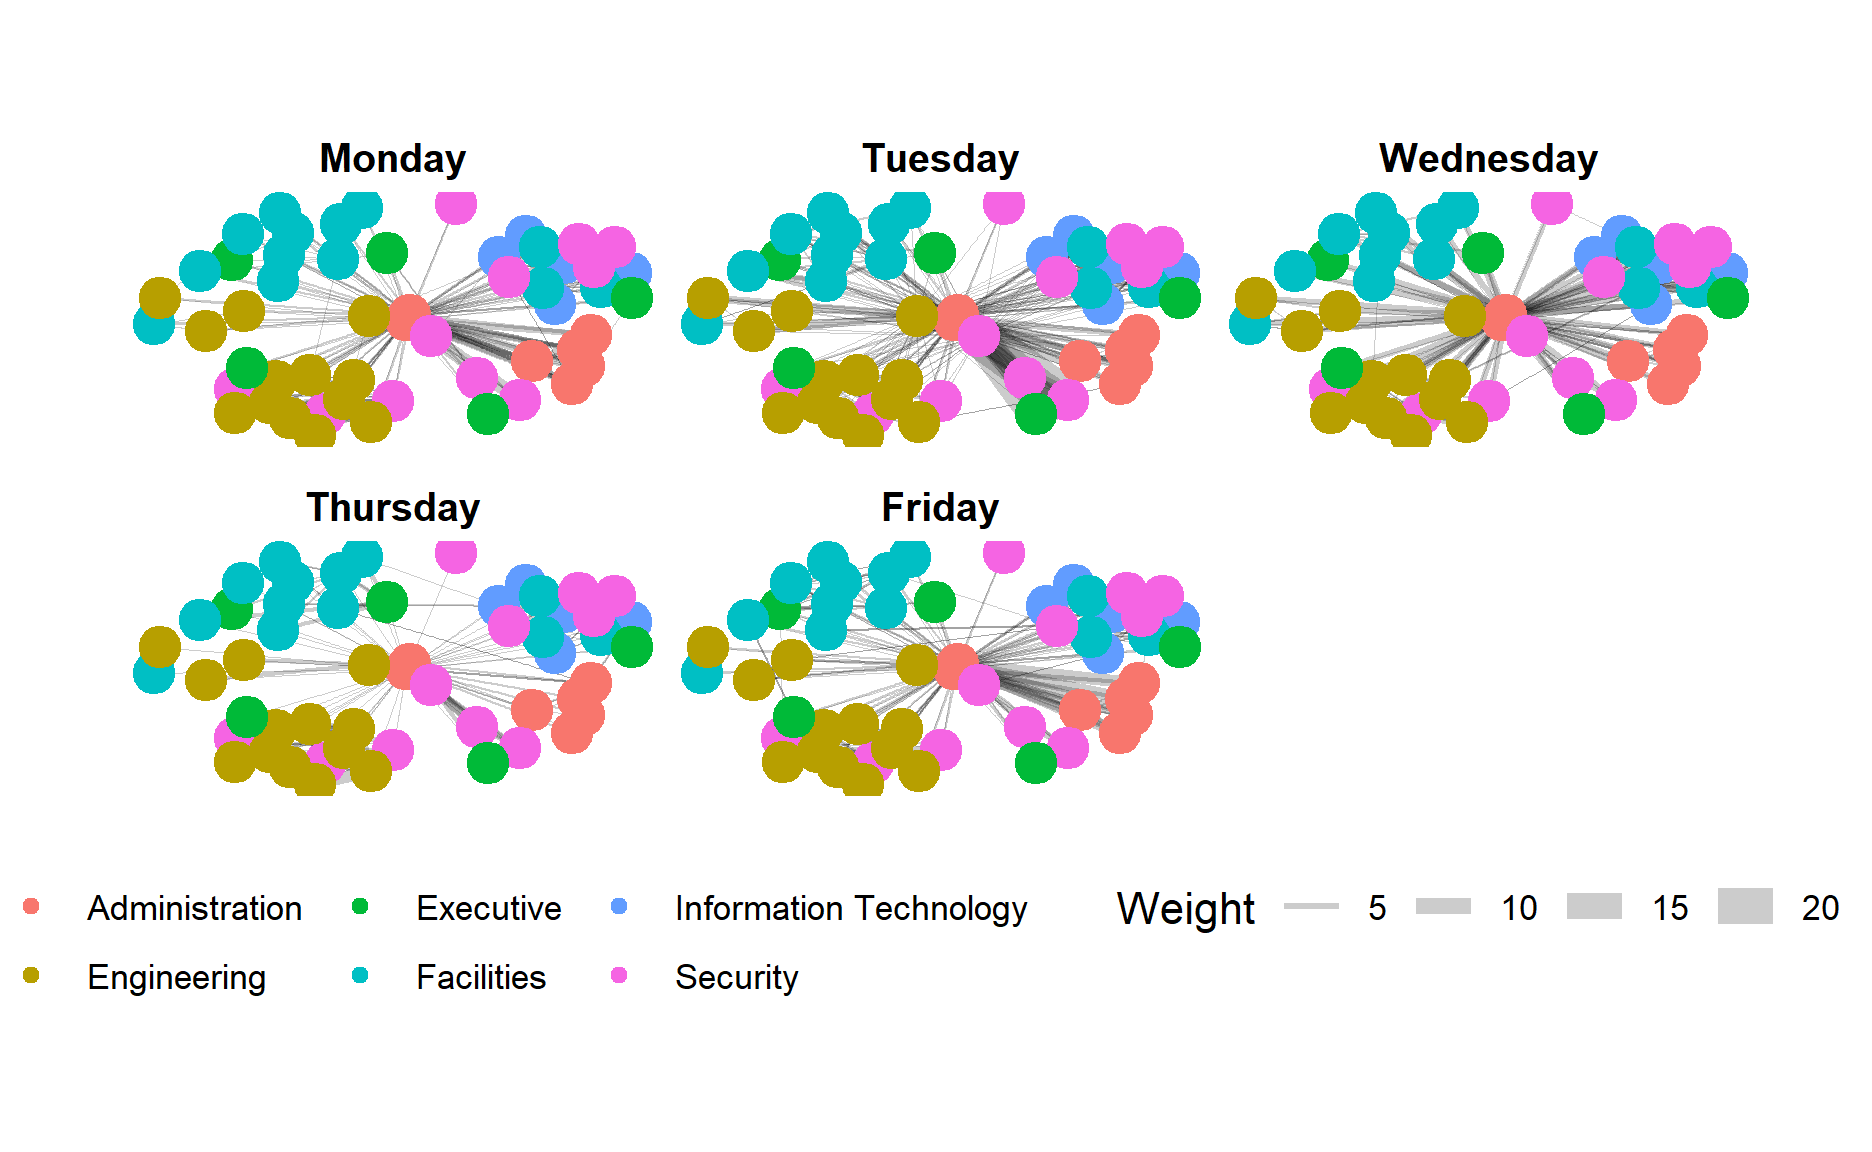 Monday
Tuesday
Wednesday
Thursday
Friday
Administration
Executive
Information Technology
Weight
5
10
15
20
Engineering
Facilities
Security